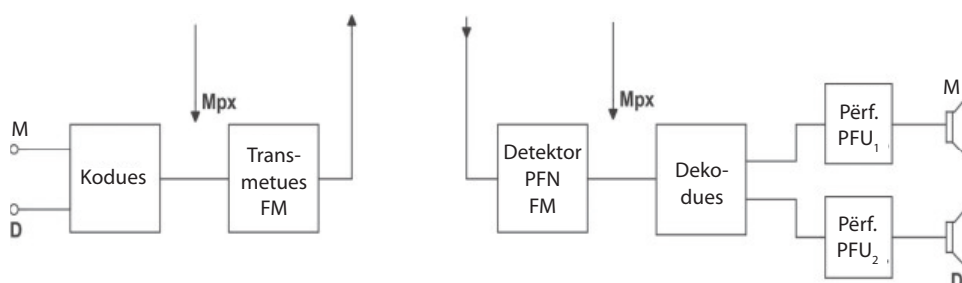 M
D
Kodues
Mpx
Trans-
metues
FM
Detektor
PFN
FM
Mpx
Deko-
dues
Përf.
PFU₁
M
Përf.
PFU₂
D